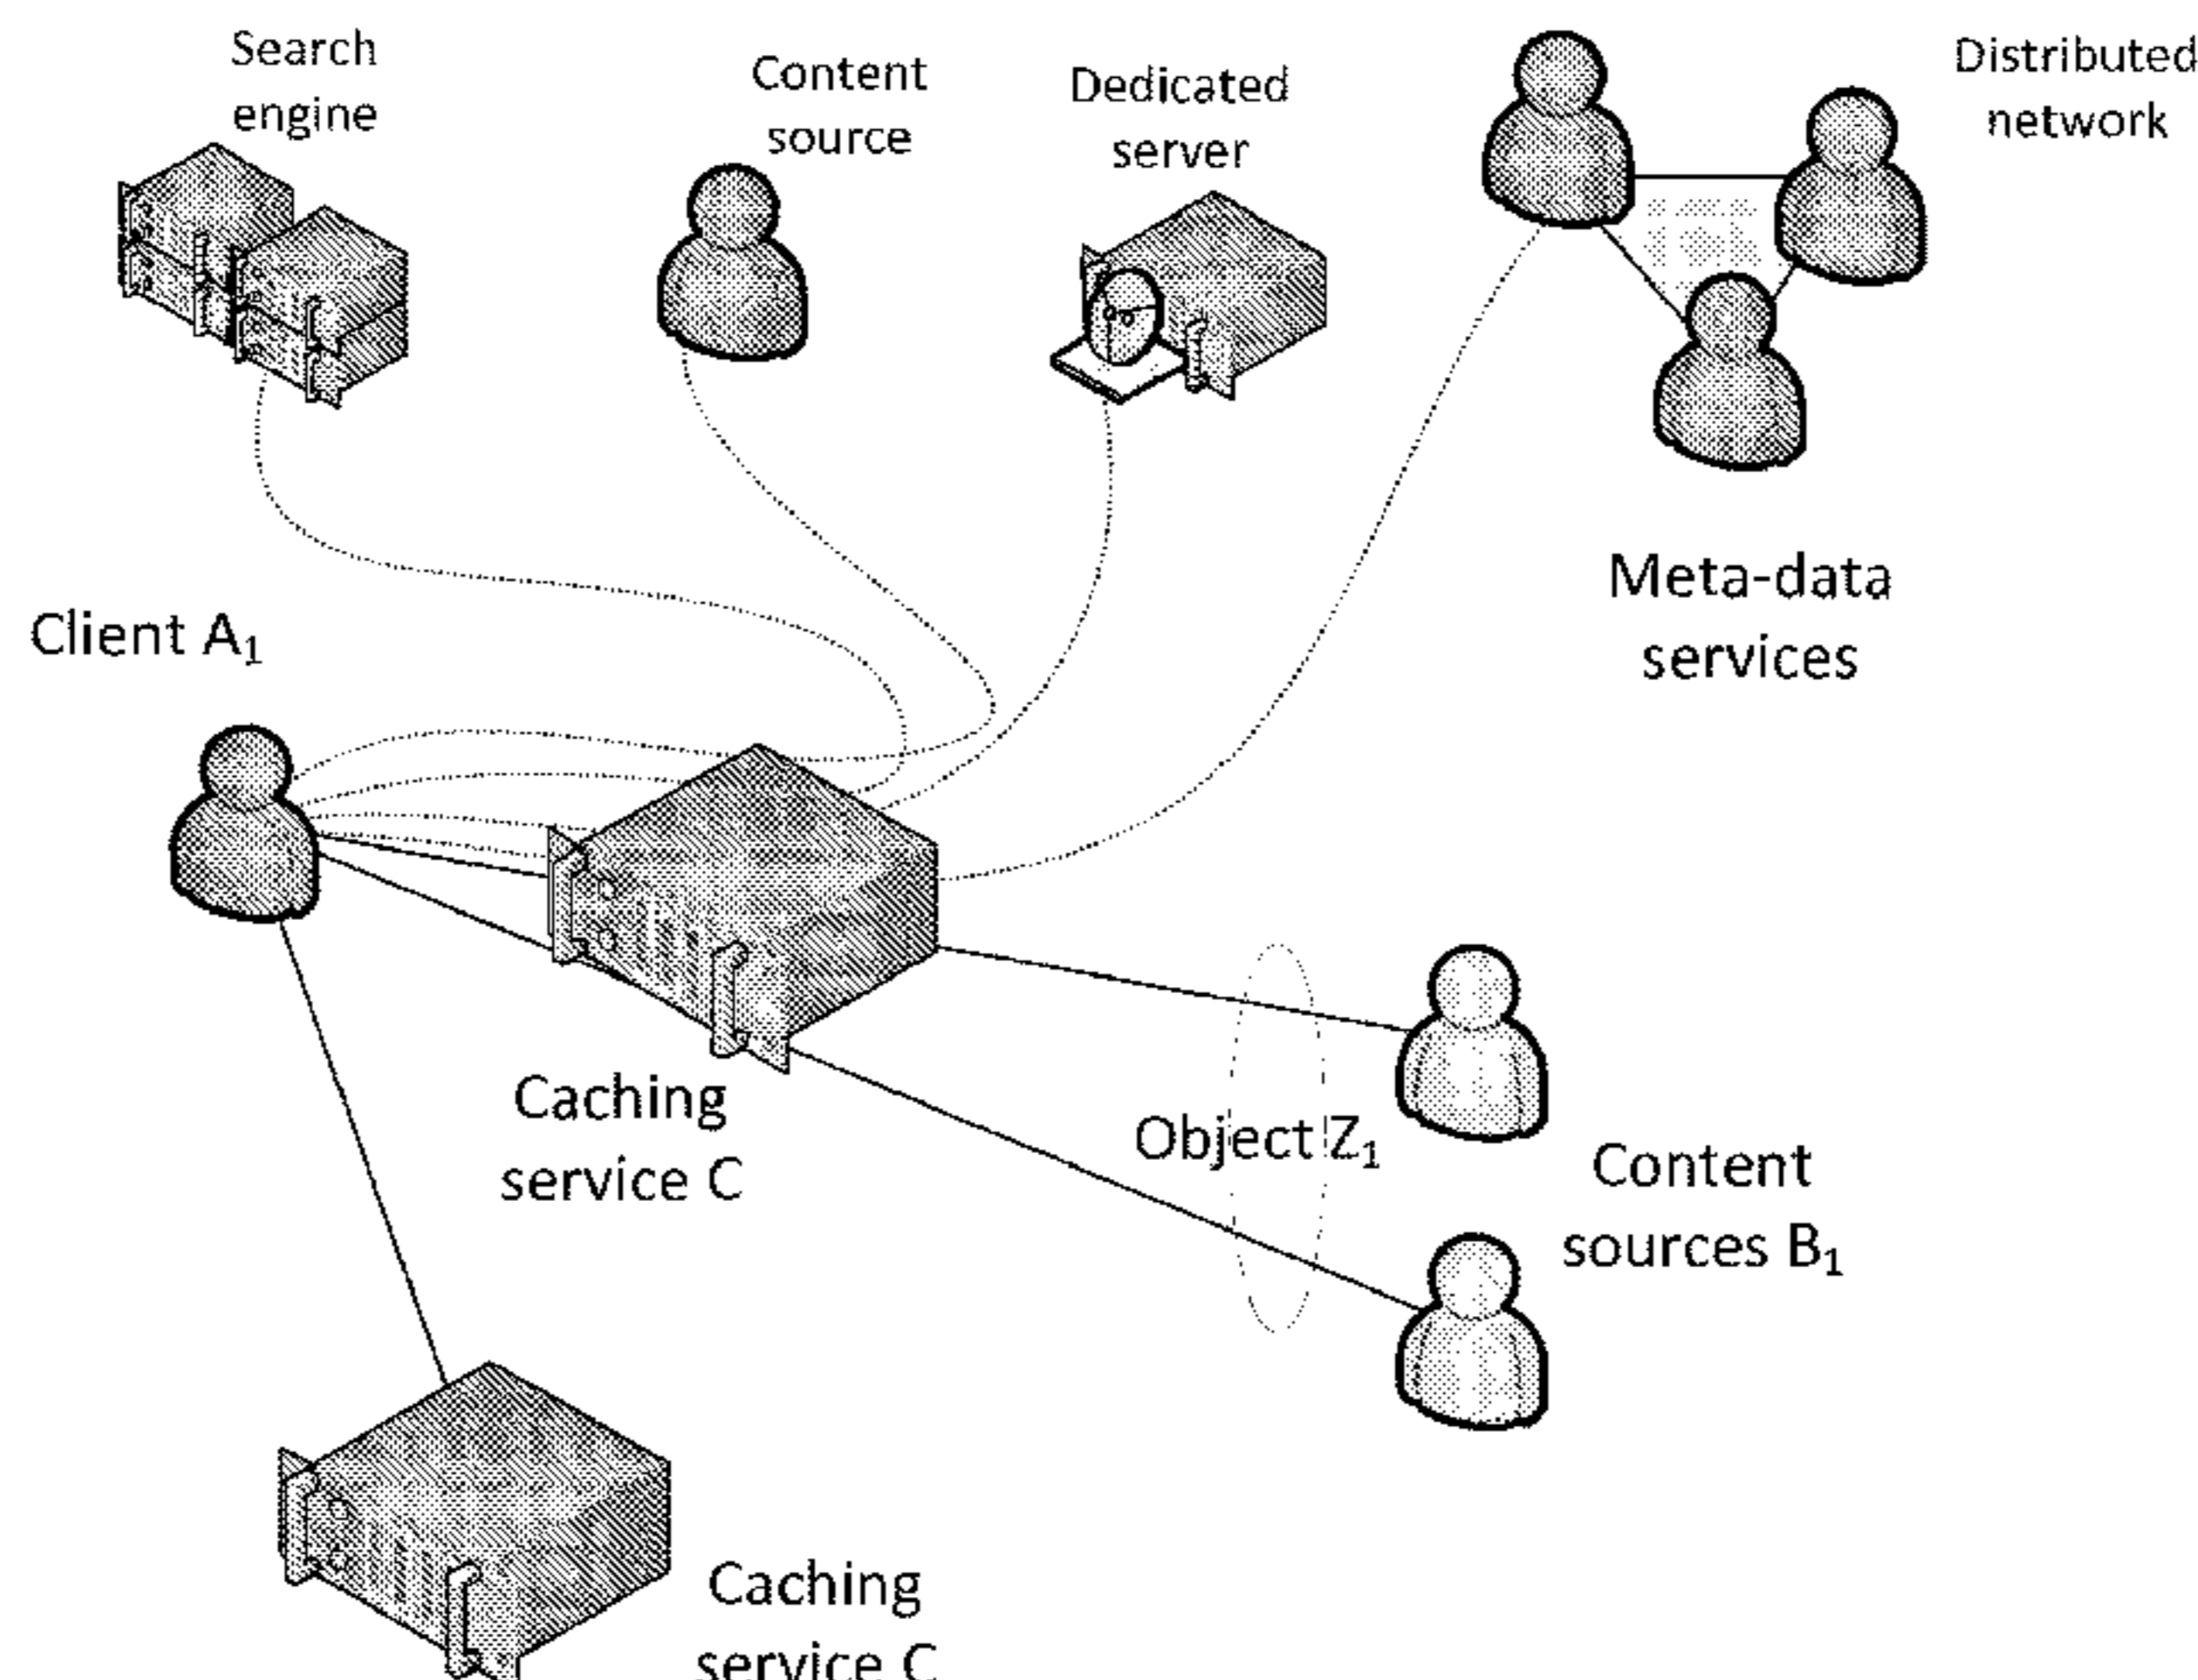 Search
engine
Content
source
Dedicated
server
Distributed
network
Meta-data
services
Client A₁
Caching
service C
Object Z₁
Content
sources B₁
Caching
service C